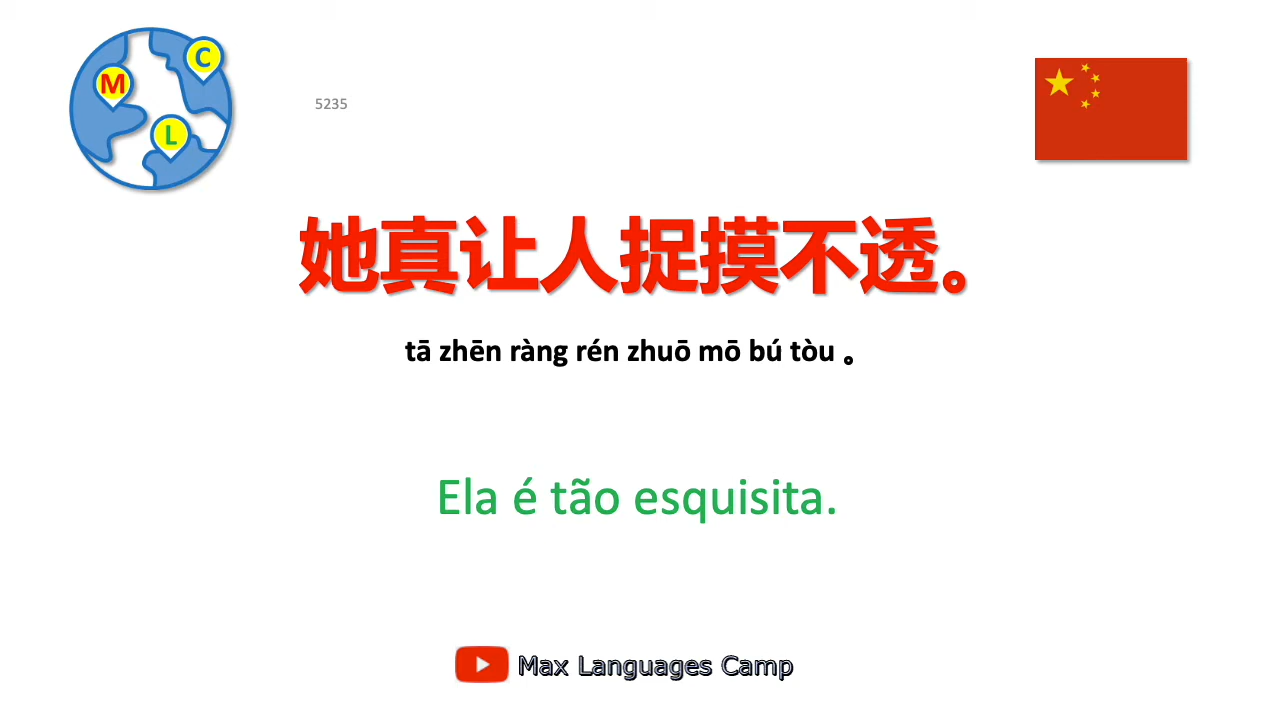 M
C
L
5235
她真让人捉摸不透。
tā zhēn ràng rén zhuō mō bú tòu 。
Ela é tão esquisita.
Max Languages Camp